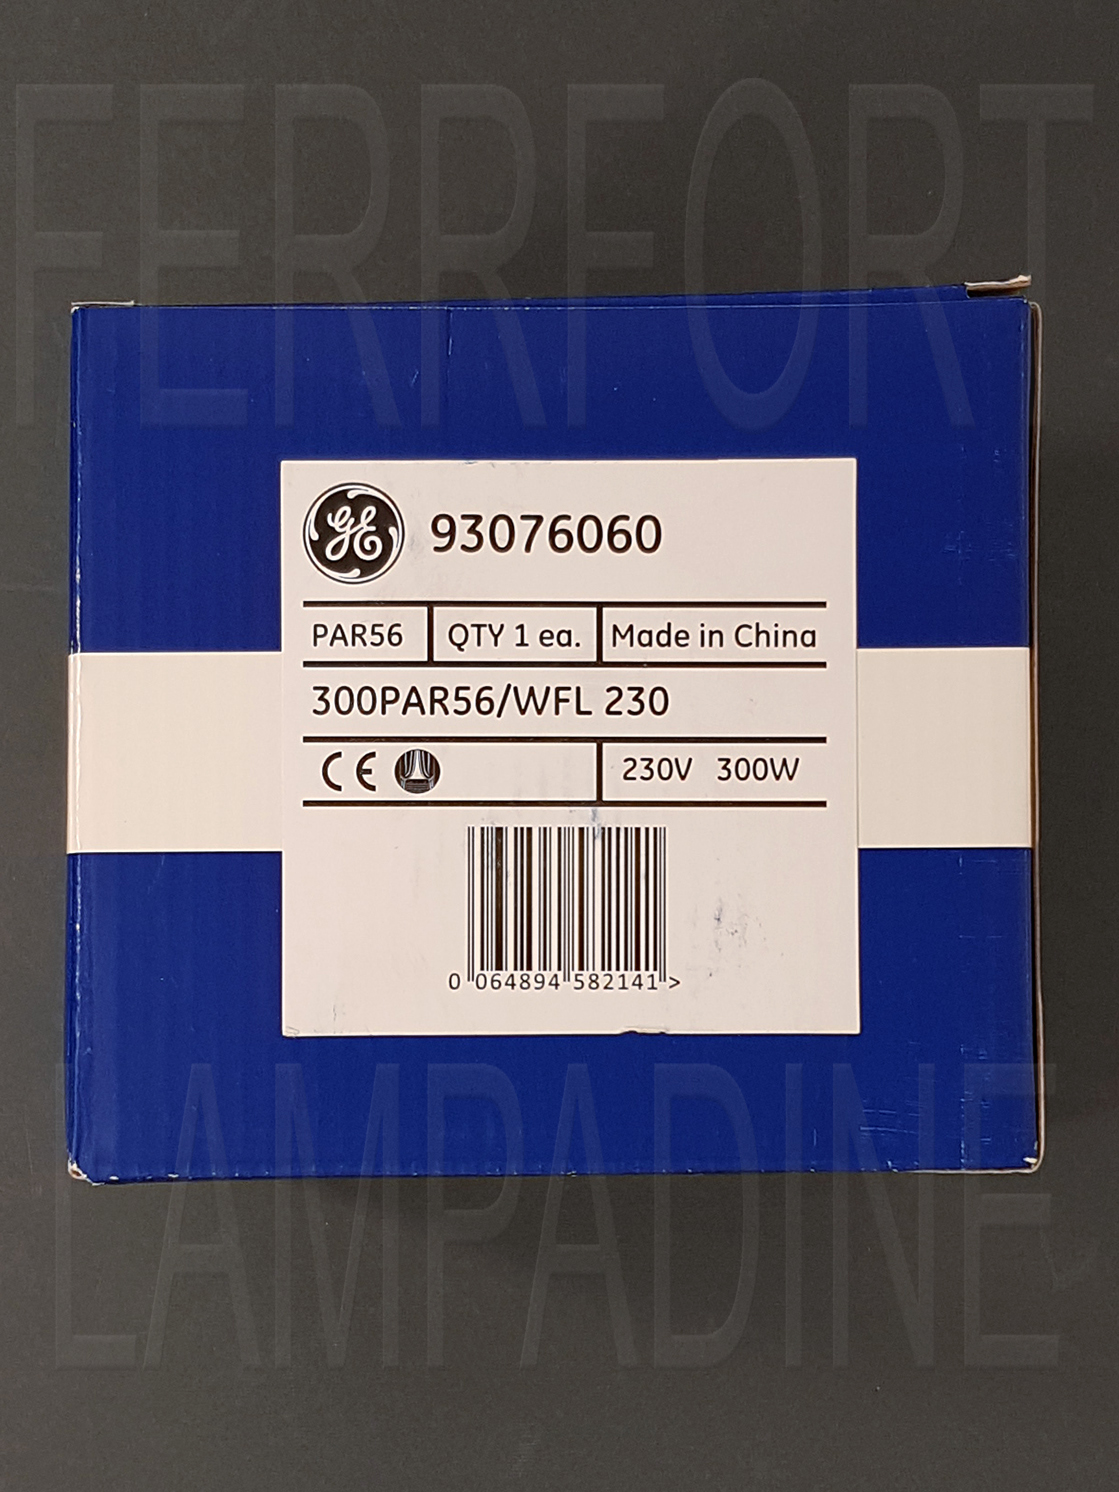 FERRFORT
GE 93076060
PAR56 QTY 1 ea. Made in China
300PAR56/WFL 230
CE 230V 300W
0 064894 582141 >
LAMPADINE